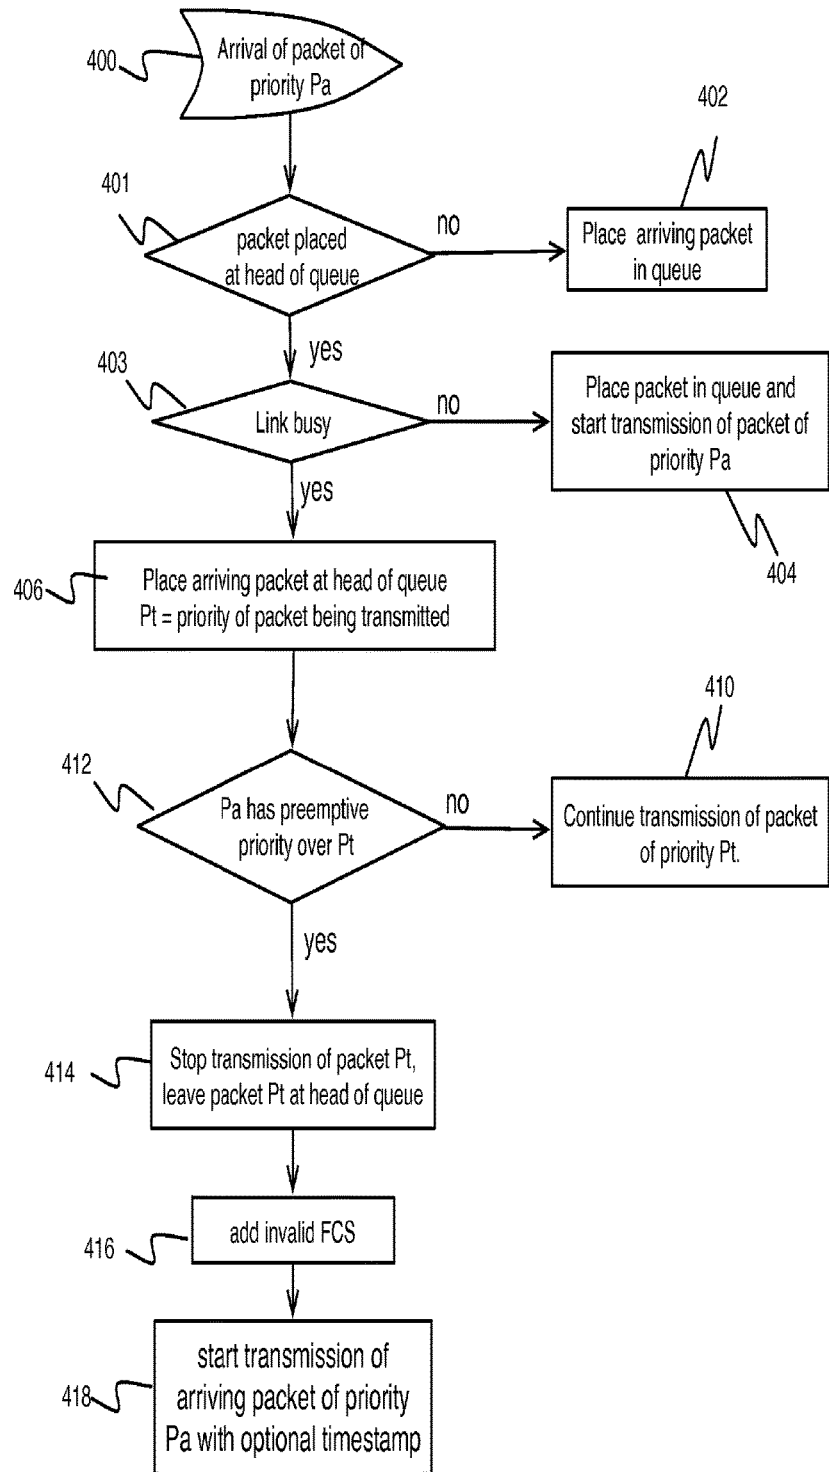 400
Arrival of packet of
priority Pa
402
401
packet placed
at head of queue
no
Place arriving packet
in queue
yes
403
Link busy
no
Place packet in queue and
start transmission of packet of
priority Pa
404
yes
406
Place arriving packet at head of queue
Pt = priority of packet being transmitted
410
412
Pa has preemptive
priority over Pt
no
Continue transmission of packet
of priority Pt.
yes
414
Stop transmission of packet Pt,
leave packet Pt at head of queue
416
add invalid FCS
418
start transmission of
arriving packet of priority
Pa with optional timestamp